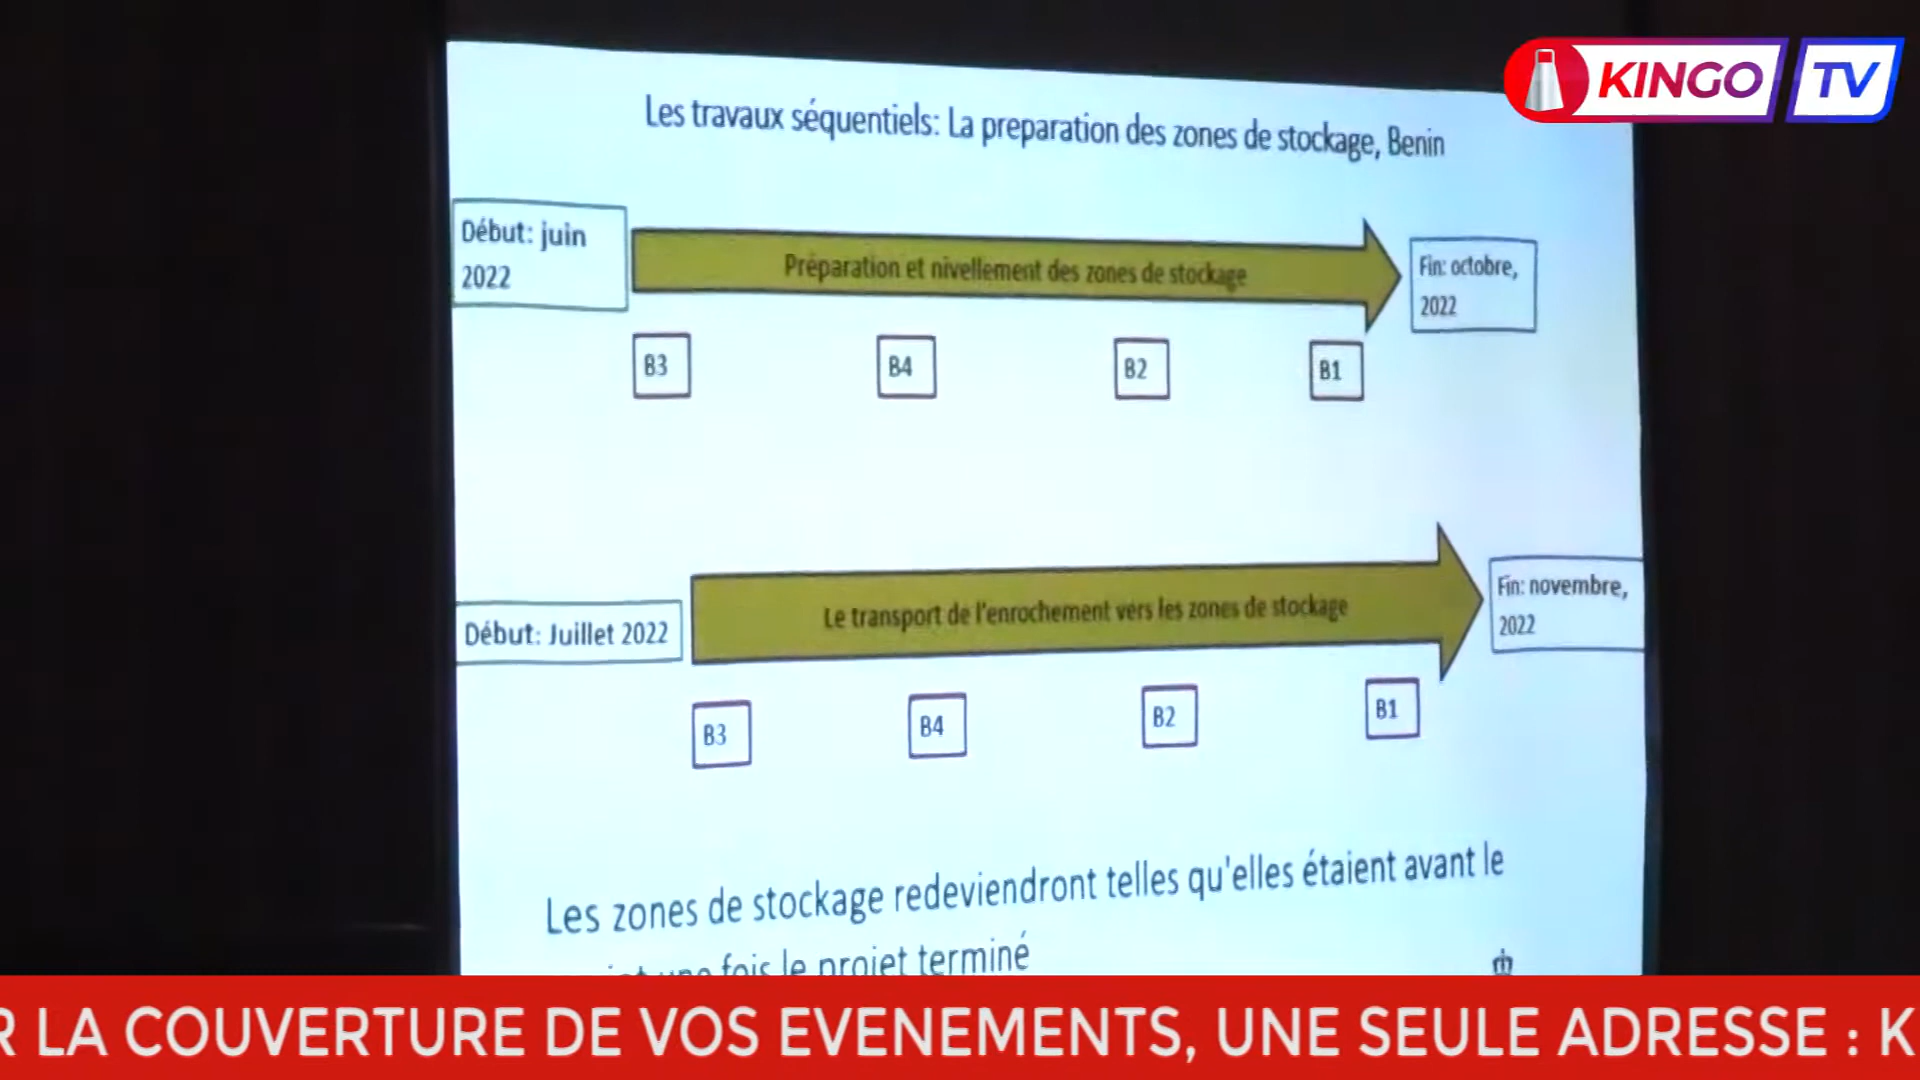 KINGO TV
Les travaux séquentiels: La preparation des zones de stockage, Benin
Début: juin
2022
Préparation et nivellement des zones de stockage
Fin: octobre,
2022
B3
B4
B2
B1
Début: Juillet 2022
Le transport de l'enrochement vers les zones de stockage
Fin: novembre,
2022
B3
B4
B2
B1
Les zones de stockage redeviendront telles qu'elles étaient avant le
une fois le projet terminé
R LA COUVERTURE DE VOS EVENEMENTS, UNE SEULE ADRESSE : K